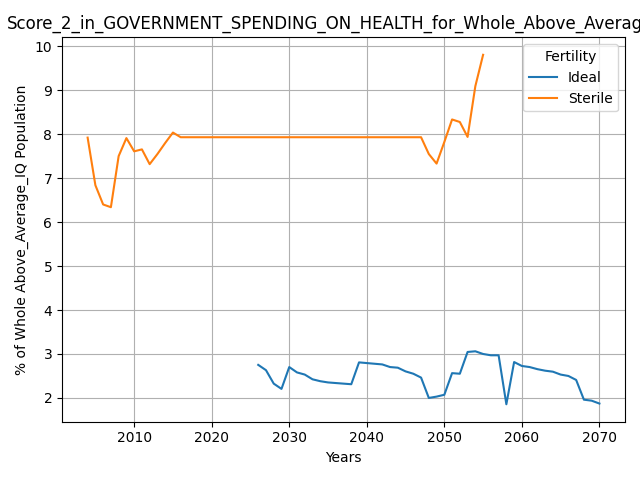 Score_2_in_GOVERNMENT_SPENDING_ON_HEALTH_for_Whole_Above_Averag
% of Whole Above_Average_IQ Population
10
9
8
7
6
5
4
3
2
Fertility
Ideal
Sterile
2010 2020 2030 2040 2050 2060 2070
Years